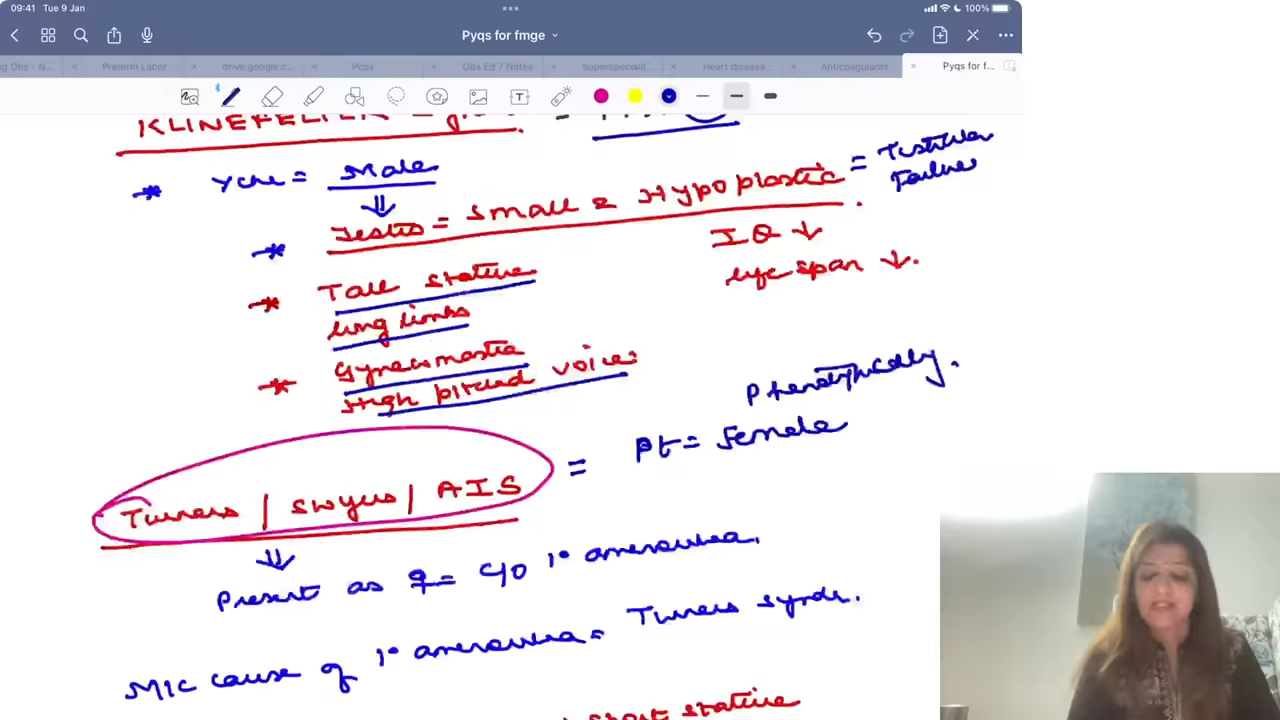 09:41 Tue 9 Jan
100%
Pyqs for fmge
Preterm Labor
drive.google.c...
Pcos
Obs Ed 7 Notes
Superspecialit...
Heart disease...
Anticoagulants
Pyqs for f...
KLINEFELTER
* Ychr = Male
* Testis = Small & Hypoplastic = Testicular Failure
IQ ↓
life span ↓.
* Tall stature
long limbs
* Gynecomastia
High pitched voice.
Phenotypically.
Turners / Swyers / AIS = Pt = female
⇓
Present as ♀ = c/o 1° amenorrhea.
M/C cause of 1° amenorrhea = Turners syndr.
short stature